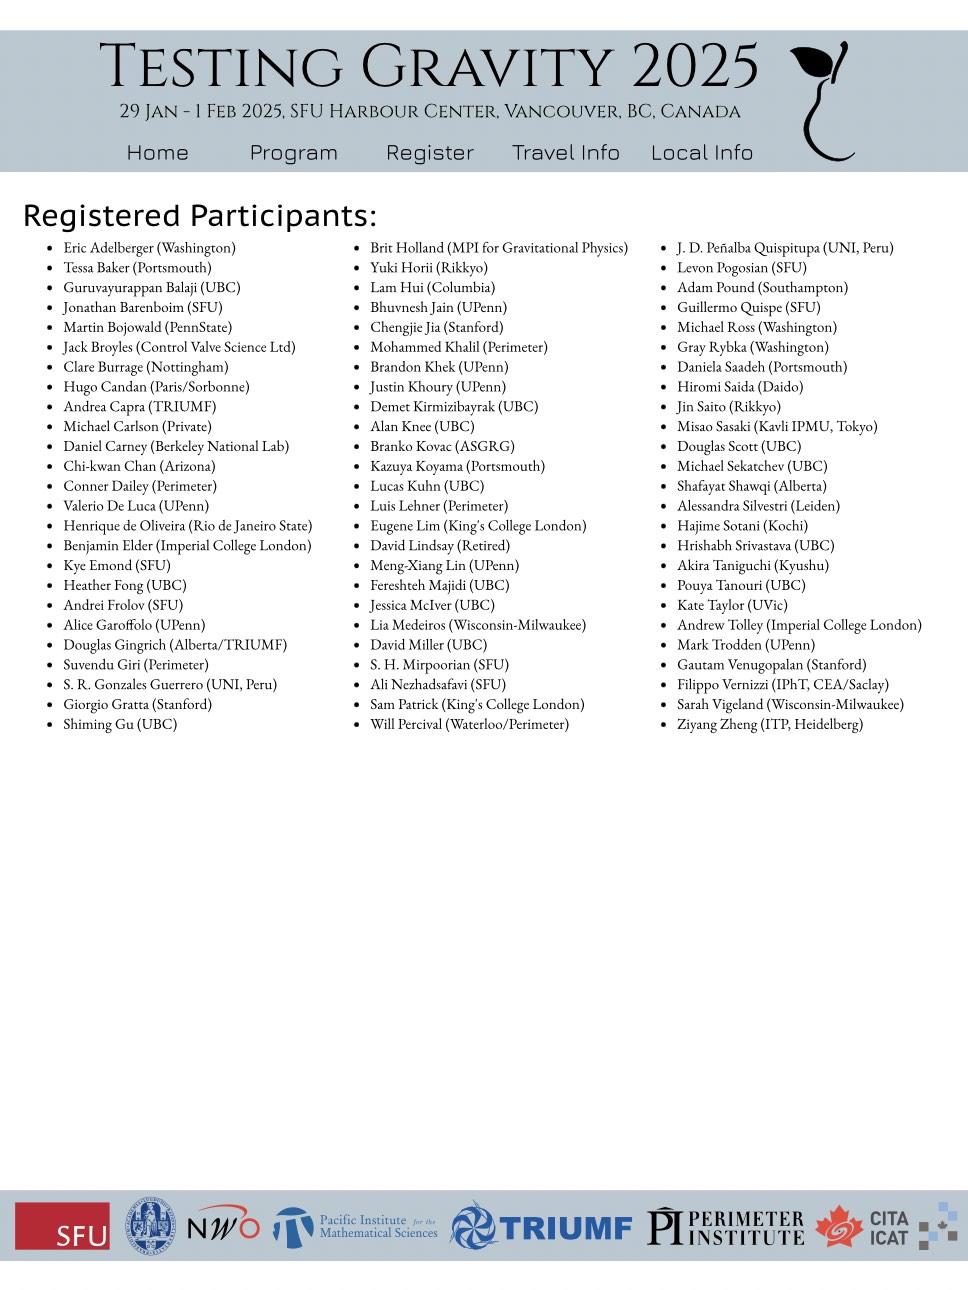 Testing Gravity 2025
29 Jan - 1 Feb 2025, SFU Harbour Center, Vancouver, BC, Canada
Home Program Register Travel Info Local Info
Registered Participants:
• Eric Adelberger (Washington)
• Tessa Baker (Portsmouth)
• Guruvayurappan Balaji (UBC)
• Jonathan Barenboim (SFU)
• Martin Bojowald (PennState)
• Jack Broyles (Control Valve Science Ltd)
• Clare Burrage (Nottingham)
• Hugo Candan (Paris/Sorbonne)
• Andrea Capra (TRIUMF)
• Michael Carlson (Private)
• Daniel Carney (Berkeley National Lab)
• Chi-kwan Chan (Arizona)
• Conner Dailey (Perimeter)
• Valerio De Luca (UPenn)
• Henrique de Oliveira (Rio de Janeiro State)
• Benjamin Elder (Imperial College London)
• Kye Emond (SFU)
• Heather Fong (UBC)
• Andrei Frolov (SFU)
• Alice Garoffolo (UPenn)
• Douglas Gingrich (Alberta/TRIUMF)
• Suvendu Giri (Perimeter)
• S. R. Gonzales Guerrero (UNI, Peru)
• Giorgio Gratta (Stanford)
• Shiming Gu (UBC)
• Brit Holland (MPI for Gravitational Physics)
• Yuki Horii (Rikkyo)
• Lam Hui (Columbia)
• Bhuvnesh Jain (UPenn)
• Chengjie Jia (Stanford)
• Mohammed Khalil (Perimeter)
• Brandon Khek (UPenn)
• Justin Khoury (UPenn)
• Demet Kirmizibayrak (UBC)
• Alan Knee (UBC)
• Branko Kovac (ASGRG)
• Kazuya Koyama (Portsmouth)
• Lucas Kuhn (UBC)
• Luis Lehner (Perimeter)
• Eugene Lim (King's College London)
• David Lindsay (Retired)
• Meng-Xiang Lin (UPenn)
• Fereshteh Majidi (UBC)
• Jessica McIver (UBC)
• Lia Medeiros (Wisconsin-Milwaukee)
• David Miller (UBC)
• S. H. Mirpoorian (SFU)
• Ali Nezhadsafavi (SFU)
• Sam Patrick (King's College London)
• Will Percival (Waterloo/Perimeter)
• J. D. Peñalba Quispitupa (UNI, Peru)
• Levon Pogosian (SFU)
• Adam Pound (Southampton)
• Guillermo Quispe (SFU)
• Michael Ross (Washington)
• Gray Rybka (Washington)
• Daniela Saadeh (Portsmouth)
• Hiromi Saida (Daido)
• Jin Saito (Rikkyo)
• Misao Sasaki (Kavli IPMU, Tokyo)
• Douglas Scott (UBC)
• Michael Sekatchev (UBC)
• Shafayat Shawqi (Alberta)
• Alessandra Silvestri (Leiden)
• Hajime Sotani (Kochi)
• Hrishabh Srivastava (UBC)
• Akira Taniguchi (Kyushu)
• Pouya Tanouri (UBC)
• Kate Taylor (UVic)
• Andrew Tolley (Imperial College London)
• Mark Trodden (UPenn)
• Gautam Venugopalan (Stanford)
• Filippo Vernizzi (IPhT, CEA/Saclay)
• Sarah Vigeland (Wisconsin-Milwaukee)
• Ziyang Zheng (ITP, Heidelberg)
SFU
NWO
Pacific Institute for the
Mathematical Sciences
TRIUMF
PI PERIMETER
INSTITUTE
CITA
ICAT